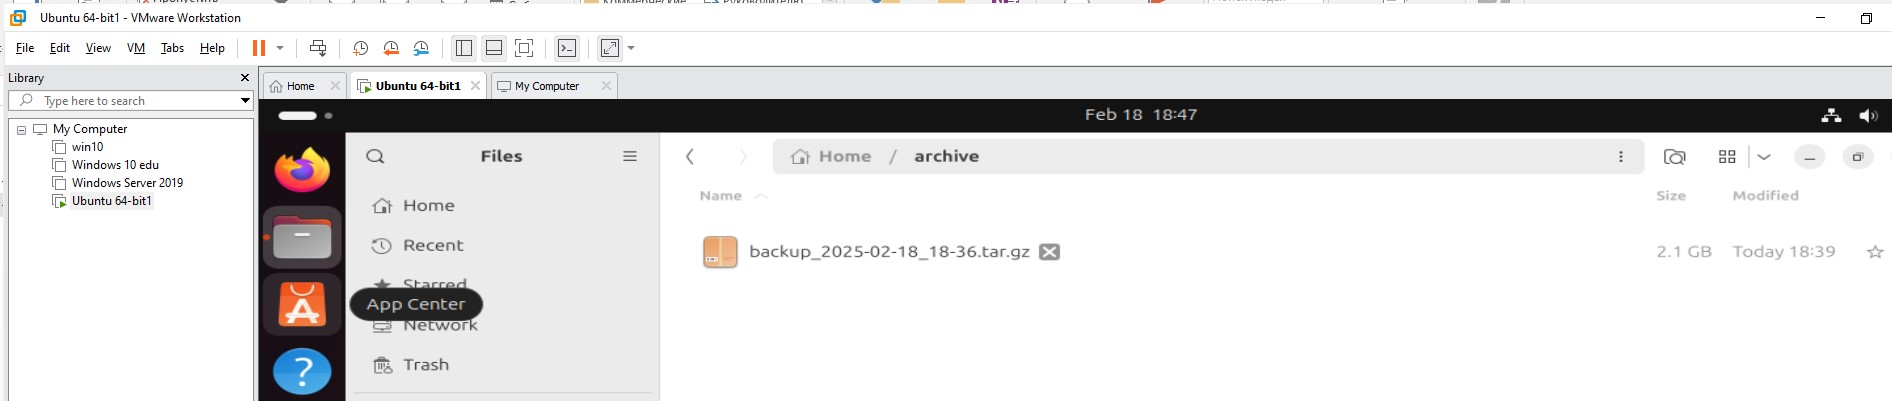 Ubuntu 64-bit1 - VMware Workstation
File Edit View VM Tabs Help
Library
Type here to search
My Computer
win10
Windows 10 edu
Windows Server 2019
Ubuntu 64-bit1
Home Ubuntu 64-bit1 My Computer
Feb 18 18:47
Files
Home / archive
Name Size Modified
Home
Recent
Starred
App Center
Network
Trash
backup_2025-02-18_18-36.tar.gz 2.1 GB Today 18:39